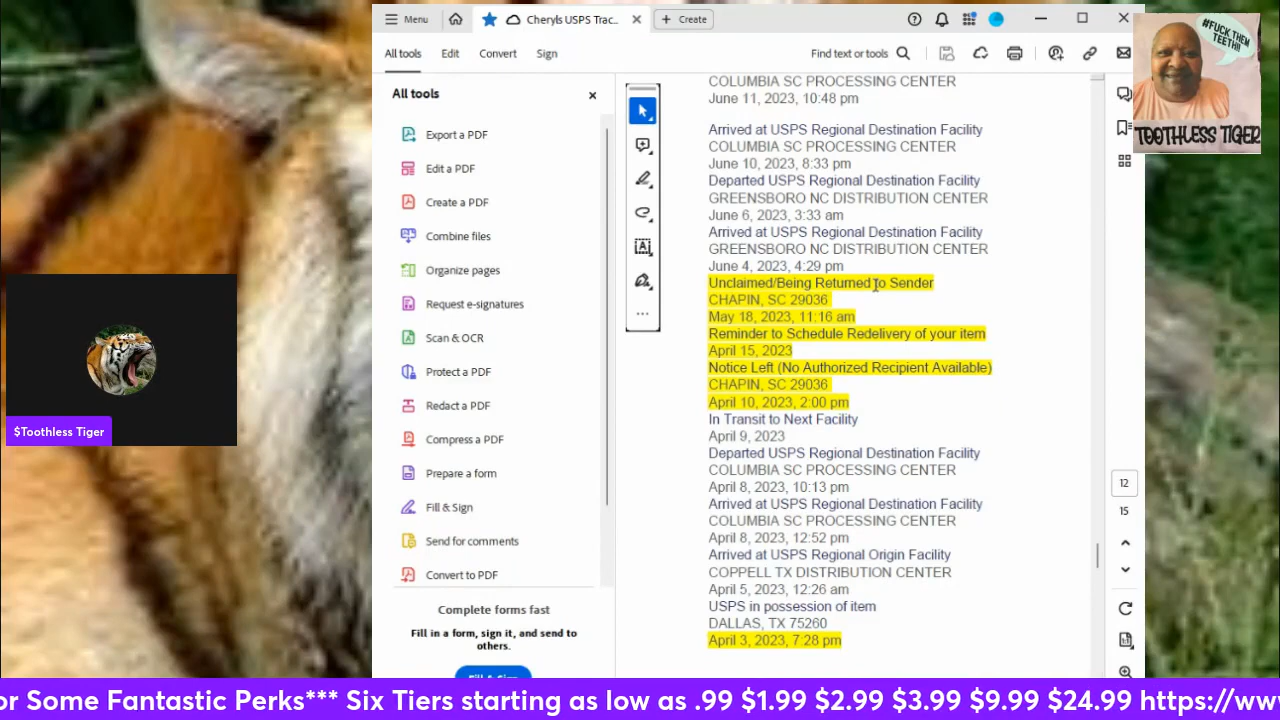 Menu
Cheryls USPS Trac...
Create
#FUCK THEM
TEETH!!
TOOTHLESS TIGER
All tools
Edit
Convert
Sign
Find text or tools
All tools
Export a PDF
Edit a PDF
Create a PDF
Combine files
Organize pages
Request e-signatures
Scan & OCR
Protect a PDF
Redact a PDF
Compress a PDF
Prepare a form
Fill & Sign
Send for comments
Convert to PDF
Complete forms fast
Fill in a form, sign it, and send to
others.
Fill & Sign
COLUMBIA SC PROCESSING CENTER
June 11, 2023, 10:48 pm
Arrived at USPS Regional Destination Facility
COLUMBIA SC PROCESSING CENTER
June 10, 2023, 8:33 pm
Departed USPS Regional Destination Facility
GREENSBORO NC DISTRIBUTION CENTER
June 6, 2023, 3:33 am
Arrived at USPS Regional Destination Facility
GREENSBORO NC DISTRIBUTION CENTER
June 4, 2023, 4:29 pm
Unclaimed/Being Returned to Sender
CHAPIN, SC 29036
May 18, 2023, 11:16 am
Reminder to Schedule Redelivery of your item
April 15, 2023
Notice Left (No Authorized Recipient Available)
CHAPIN, SC 29036
April 10, 2023, 2:00 pm
In Transit to Next Facility
April 9, 2023
Departed USPS Regional Destination Facility
COLUMBIA SC PROCESSING CENTER
April 8, 2023, 10:13 pm
Arrived at USPS Regional Destination Facility
COLUMBIA SC PROCESSING CENTER
April 8, 2023, 12:52 pm
Arrived at USPS Regional Origin Facility
COPPELL TX DISTRIBUTION CENTER
April 5, 2023, 12:26 am
USPS in possession of item
DALLAS, TX 75260
April 3, 2023, 7:28 pm
12
15
$Toothless Tiger
or Some Fantastic Perks*** Six Tiers starting as low as .99 $1.99 $2.99 $3.99 $9.99 $24.99 https://ww